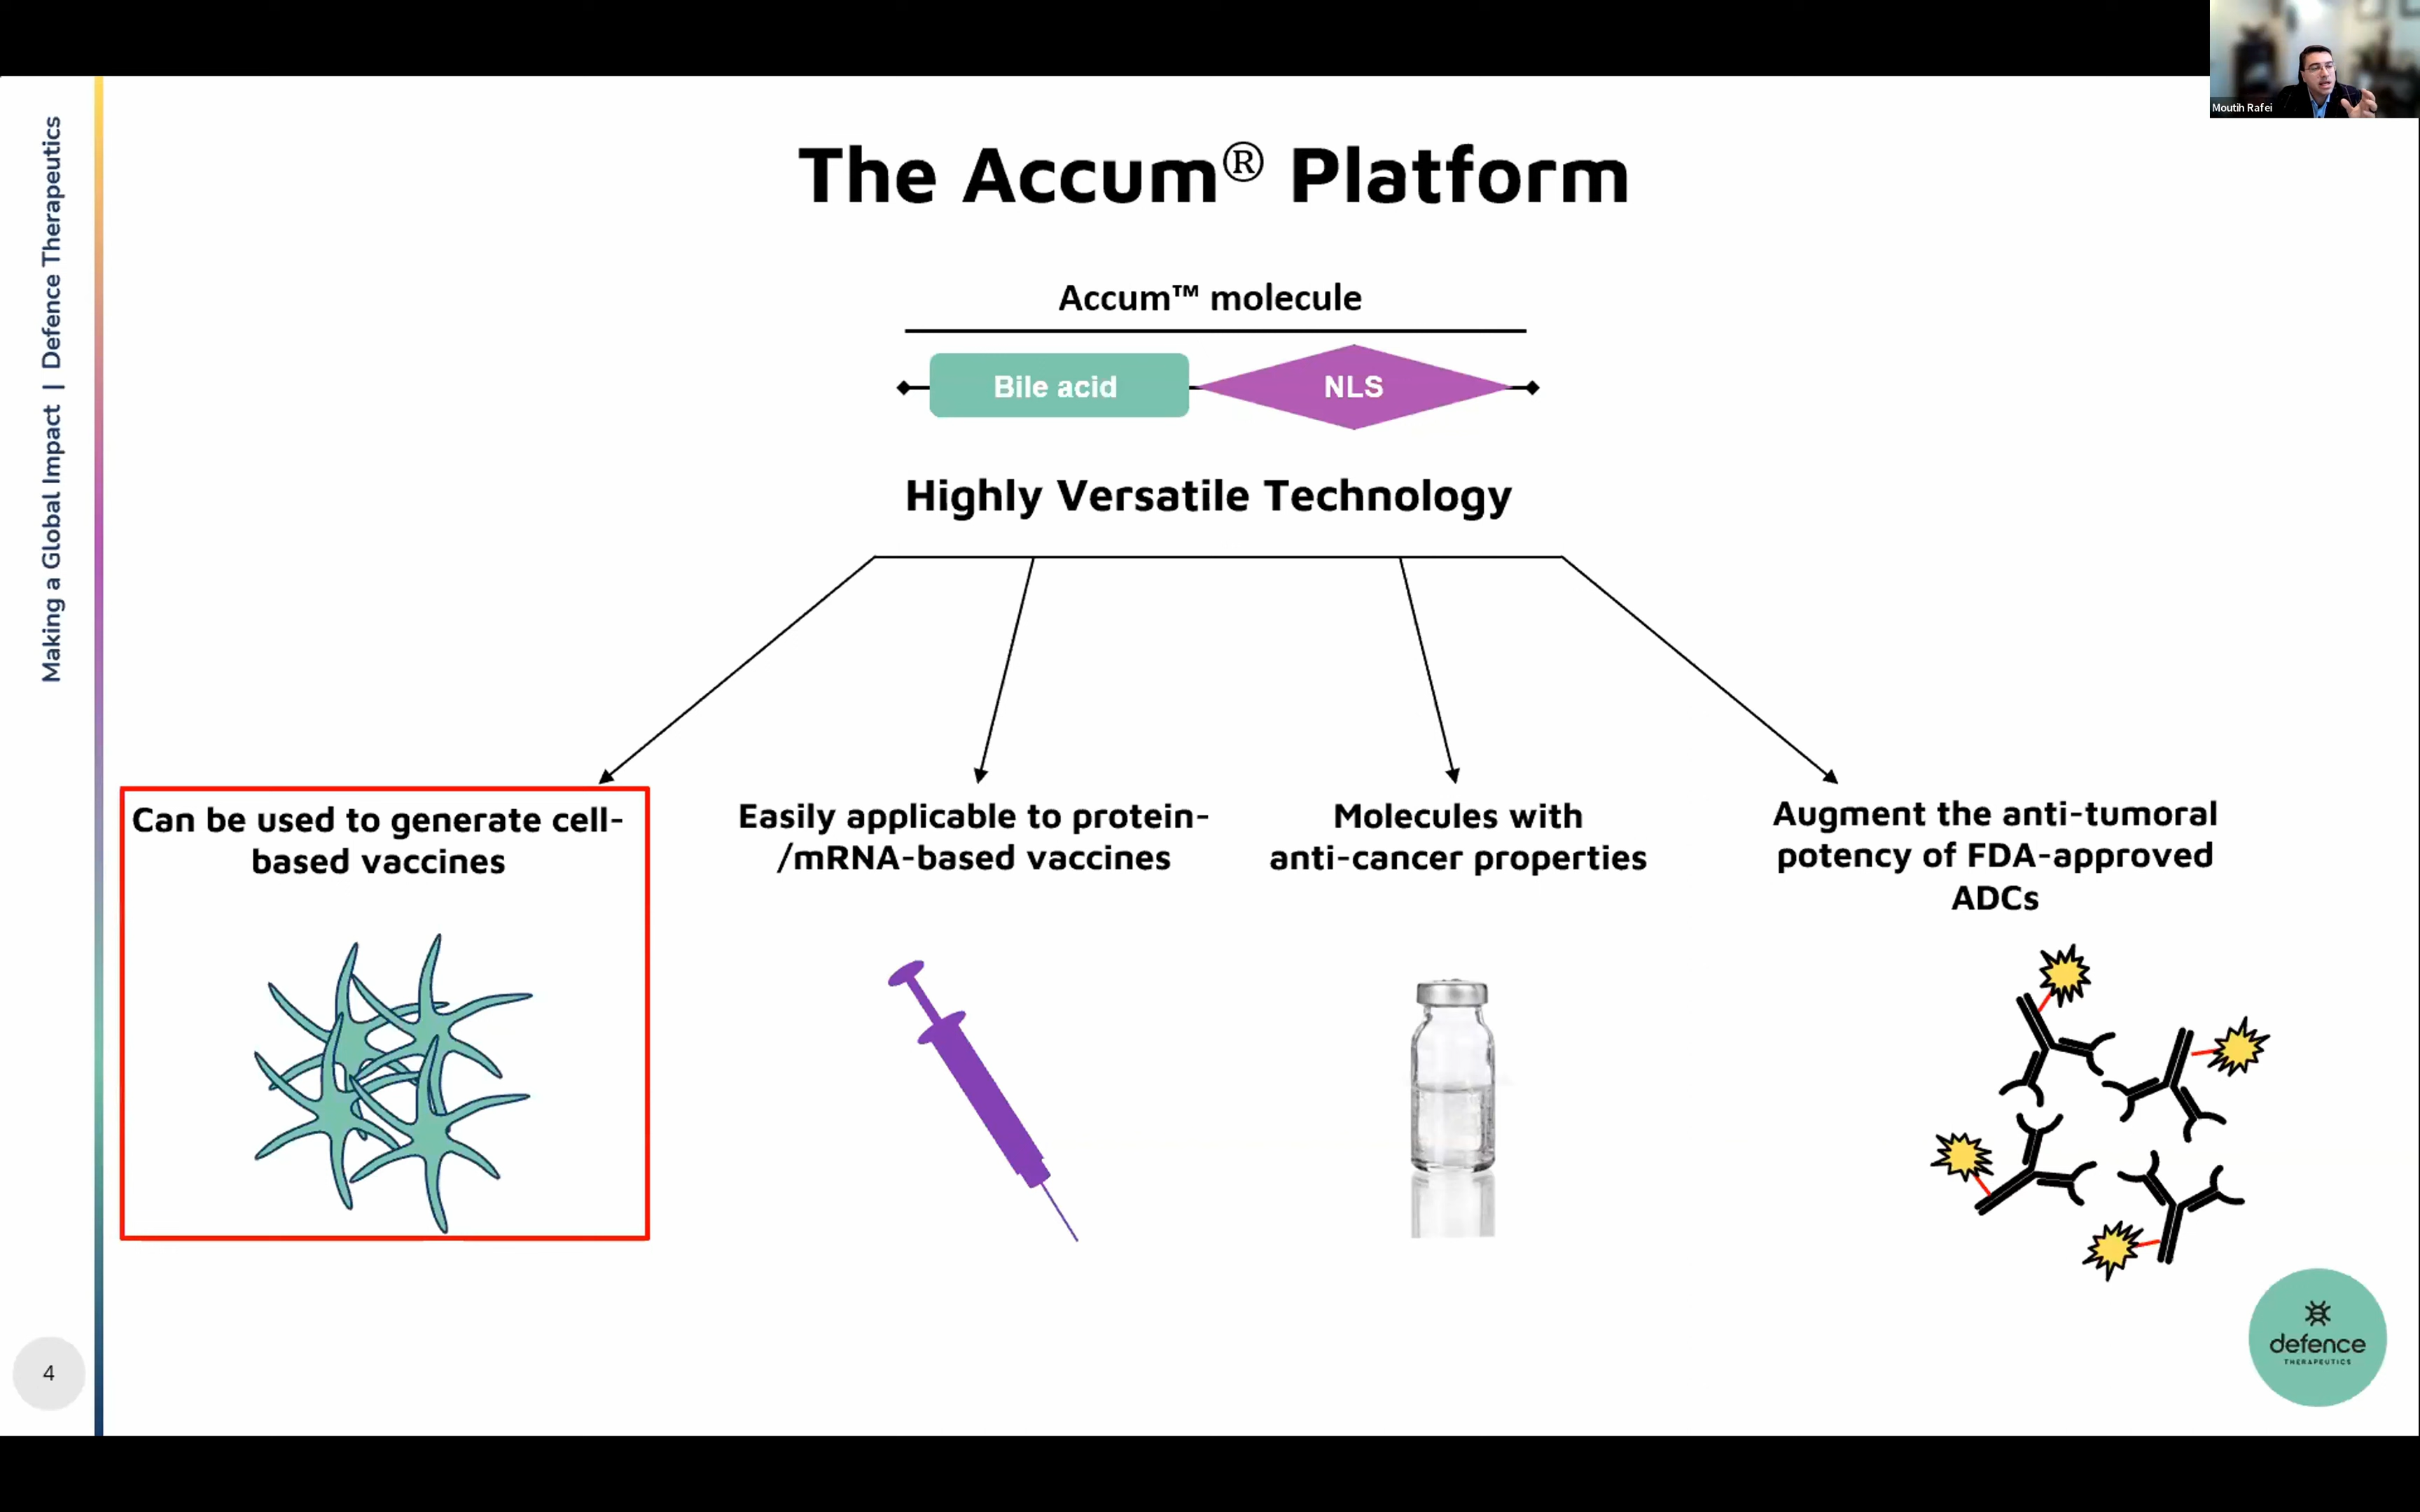 Moutih Rafei
Making a Global Impact | Defence Therapeutics
The Accum® Platform
Accum™ molecule
Bile acid
NLS
Highly Versatile Technology
Can be used to generate cell-
based vaccines
Easily applicable to protein-
/mRNA-based vaccines
Molecules with
anti-cancer properties
Augment the anti-tumoral
potency of FDA-approved
ADCs
4
defence
THERAPEUTICS